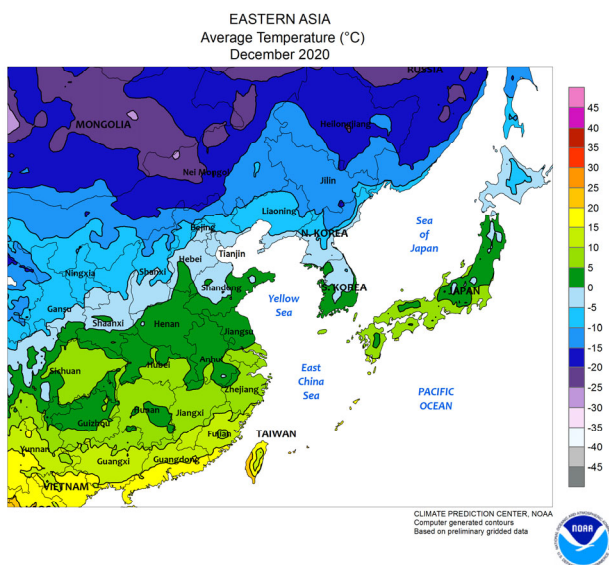 EASTERN ASIA
Average Temperature (°C)
December 2020
RUSSIA
MONGOLIA
Heilongjiang
Nei Mongol
Jilin
Liaoning
Sea
of
Japan
Beijing
N. KOREA
Hebei
Tianjin
Ningxia
Shanxi
Shandong
S. KOREA
JAPAN
Yellow
Sea
Gansu
Shaanxi
Henan
Jiangsu
East
China
Sea
Sishuan
Hubei
Anhui
Zhejiang
PACIFIC
OCEAN
Hunan
Jiangxi
Guizhou
Fujian
TAIWAN
Yunnan
Guangxi
Guangdong
VIETNAM
45
40
35
30
25
20
15
10
5
0
-5
-10
-15
-20
-25
-30
-35
-40
-45
CLIMATE PREDICTION CENTER, NOAA
Computer generated contours
Based on preliminary gridded data
NOAA